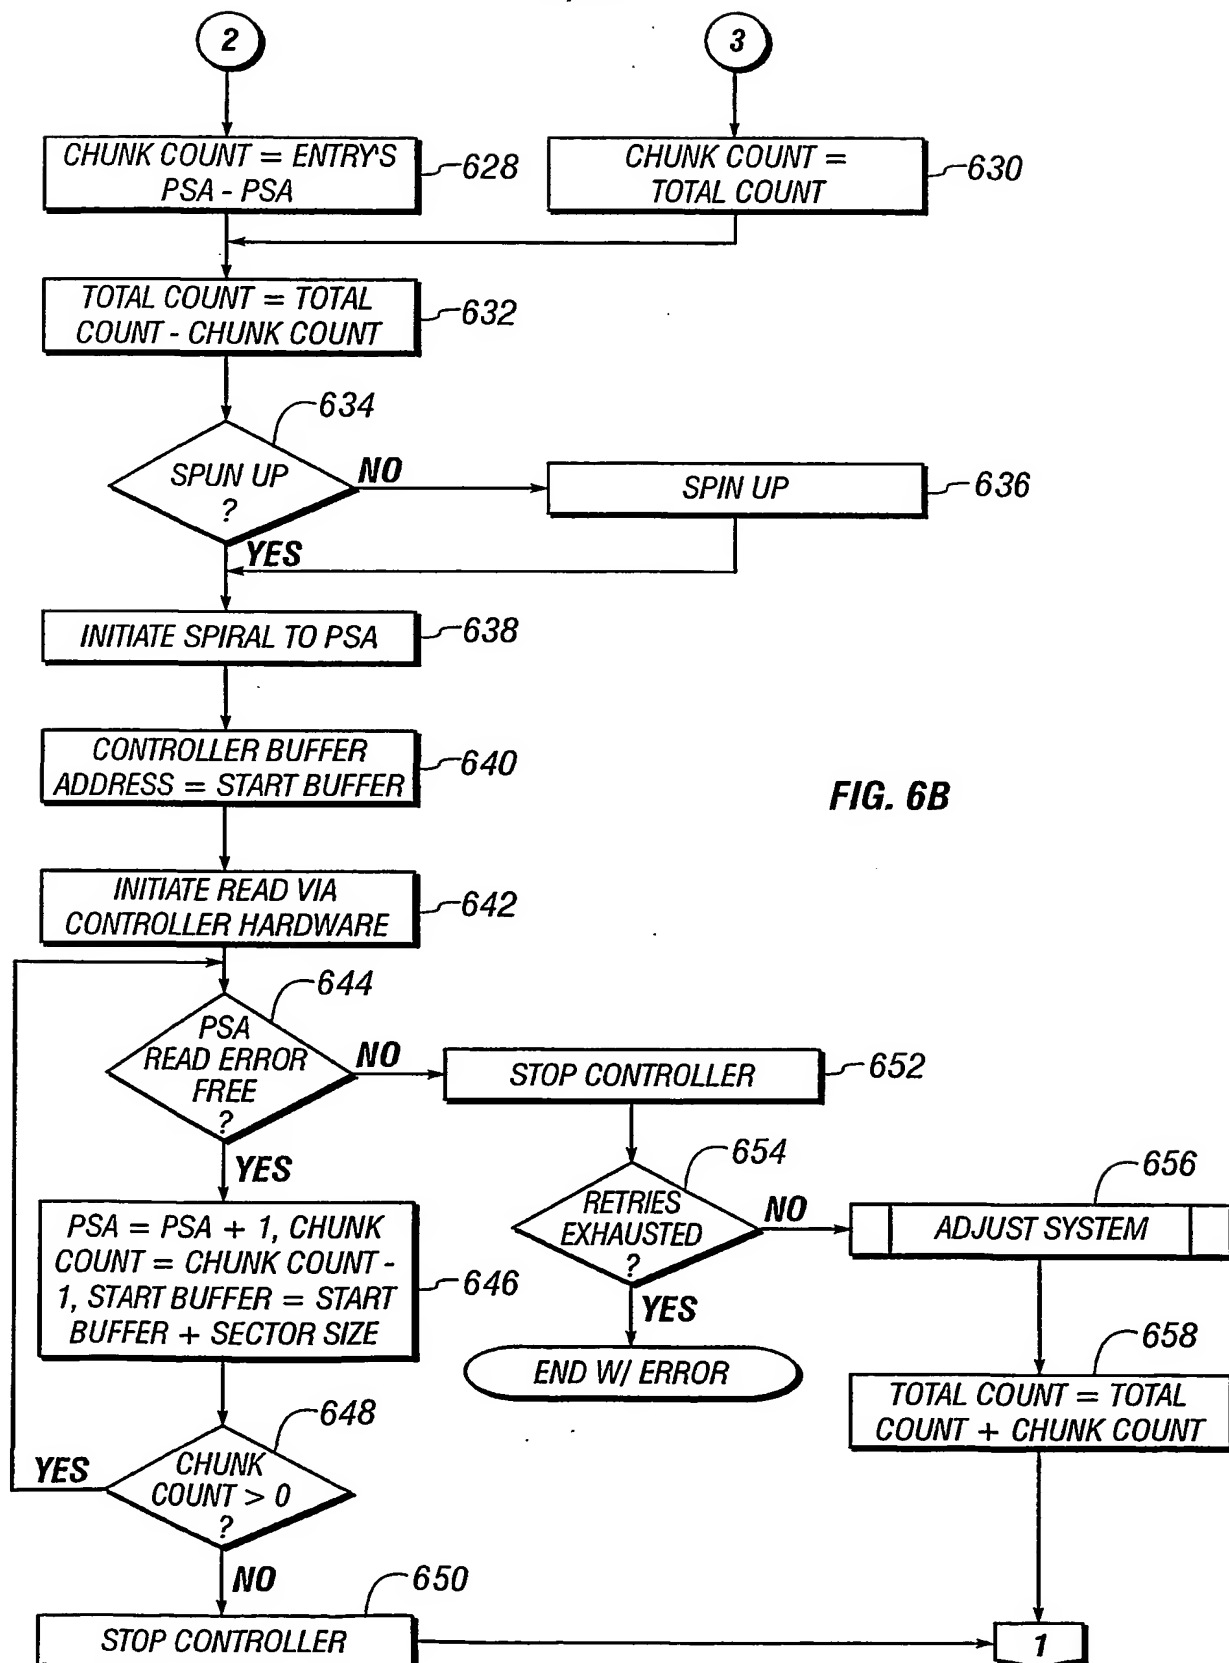 2
3
CHUNK COUNT = ENTRY'S
PSA - PSA
628
CHUNK COUNT =
TOTAL COUNT
630
TOTAL COUNT = TOTAL
COUNT - CHUNK COUNT
632
634
SPUN UP
?
NO
SPIN UP
636
YES
INITIATE SPIRAL TO PSA
638
CONTROLLER BUFFER
ADDRESS = START BUFFER
640
FIG. 6B
INITIATE READ VIA
CONTROLLER HARDWARE
642
644
PSA
READ ERROR
FREE
?
NO
STOP CONTROLLER
652
YES
654
RETRIES
EXHAUSTED
?
NO
656
ADJUST SYSTEM
PSA = PSA + 1, CHUNK
COUNT = CHUNK COUNT -
1, START BUFFER = START
BUFFER + SECTOR SIZE
646
YES
END W/ ERROR
658
TOTAL COUNT = TOTAL
COUNT + CHUNK COUNT
648
CHUNK
COUNT > 0
?
YES
NO
650
STOP CONTROLLER
1